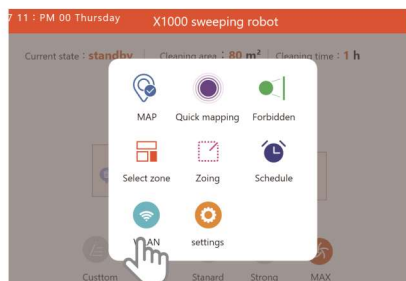 7 11：PM 00 Thursday
X1000 sweeping robot
Current state：standby
Cleaning area：80 m²
Cleaning time：1 h
MAP
Quick mapping
Forbidden
Select zone
Zoing
Schedule
settings
Custtom
Stanard
Strong
MAX